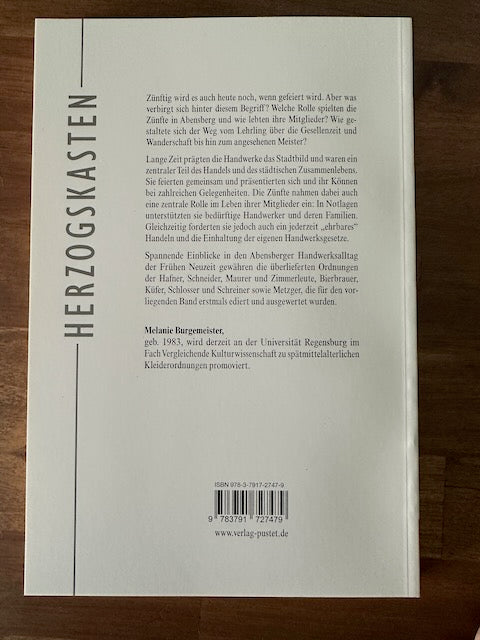 HERZOGSKASTEN
Zünftig wird es auch heute noch, wenn gefeiert wird. Aber was
verbirgt sich hinter diesem Begriff? Welche Rolle spielten die
Zünfte in Abensberg und wie lebten ihre Mitglieder? Wie ge-
staltete sich der Weg vom Lehrling über die Gesellenzeit und
Wanderschaft bis hin zum angesehenen Meister?
Lange Zeit prägten die Handwerke das Stadtbild und waren ein
zentraler Teil des Handels und des städtischen Zusammenlebens.
Sie feierten gemeinsam und präsentierten sich und ihr Können
bei zahlreichen Gelegenheiten. Die Zünfte nahmen dabei auch
eine zentrale Rolle im Leben ihrer Mitglieder ein: In Notlagen
unterstützten sie bedürftige Handwerker und deren Familien.
Gleichzeitig forderten sie jedoch auch ein jederzeit „ehrbares"
Handeln und die Einhaltung der eigenen Handwerksgesetze.
Spannende Einblicke in den Abensberger Handwerksalltag
der Frühen Neuzeit gewähren die überlieferten Ordnungen
der Hafner, Schneider, Maurer und Zimmerleute, Bierbrauer,
Küfer, Schlosser und Schreiner sowie Metzger, die für den vor-
liegenden Band erstmals ediert und ausgewertet wurden.
Melanie Burgemeister,
geb. 1983, wird derzeit an der Universität Regensburg im
Fach Vergleichende Kulturwissenschaft zu spätmittelalterlichen
Kleiderordnungen promoviert.
ISBN 978-3-7917-2747-9
9 783791 727479
www.verlag-pustet.de